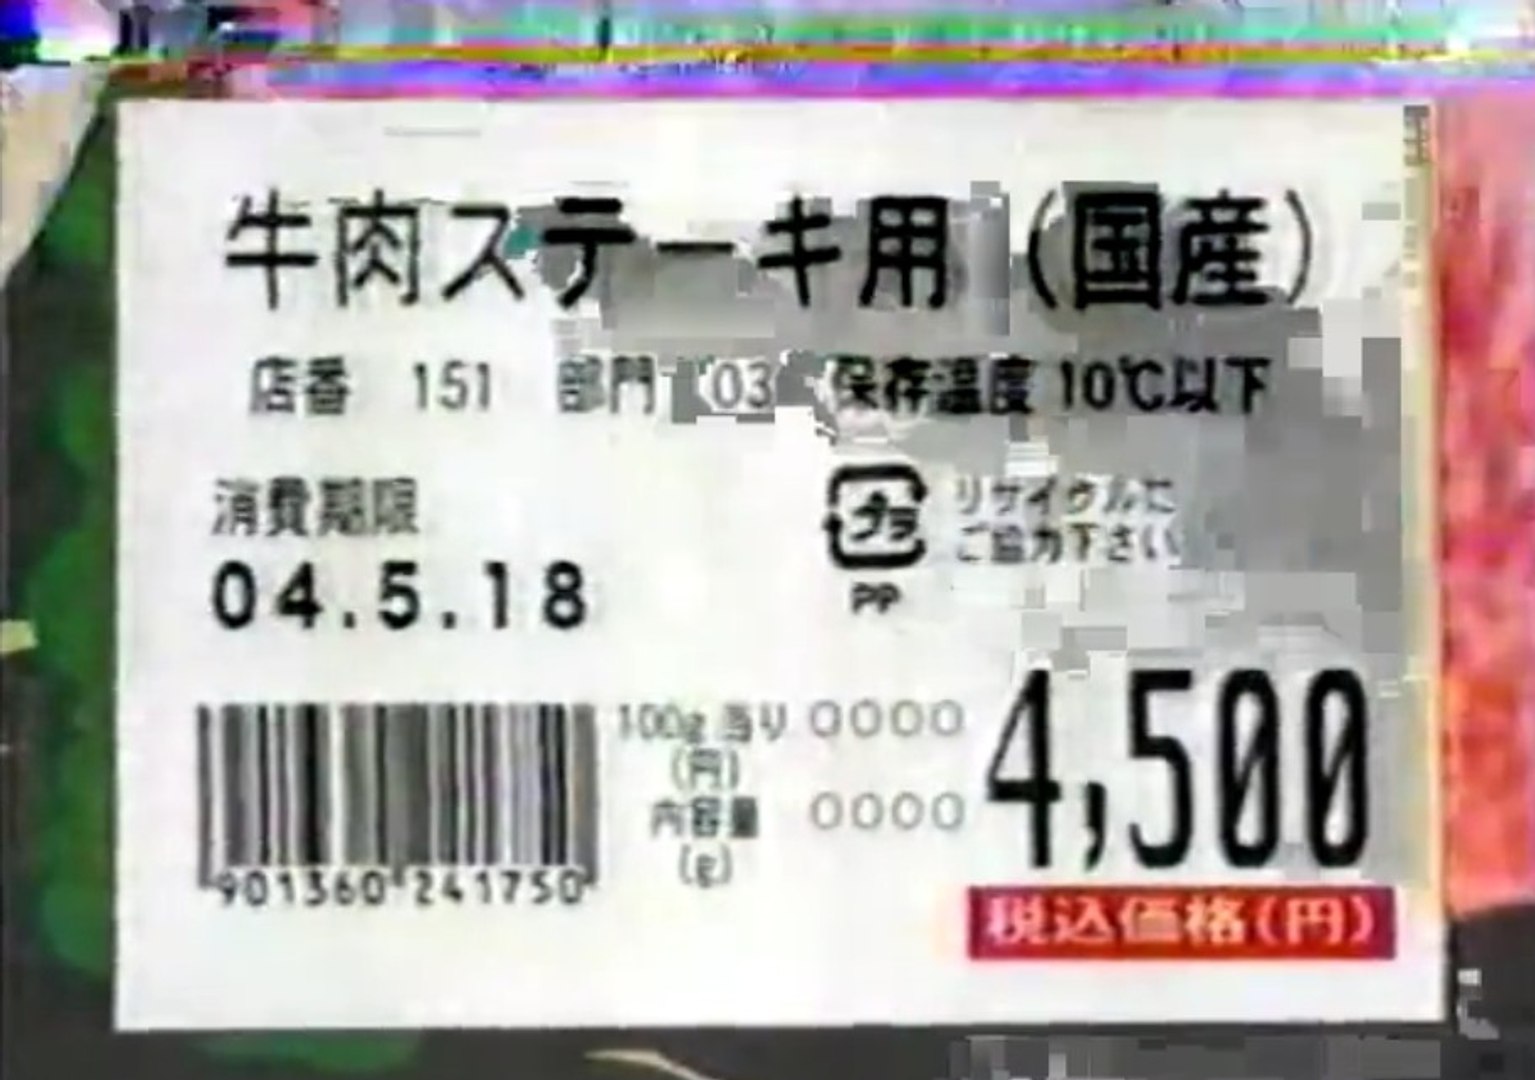 牛肉ステーキ用（国産）
店番 151 部門 03 保存温度 10℃以下
消費期限
04.5.18
プラ
PP
リサイクルに
ご協力下さい
100g当り 0000
(円)
内容量 0000
(g)
4,500
税込価格(円)
901360 241750